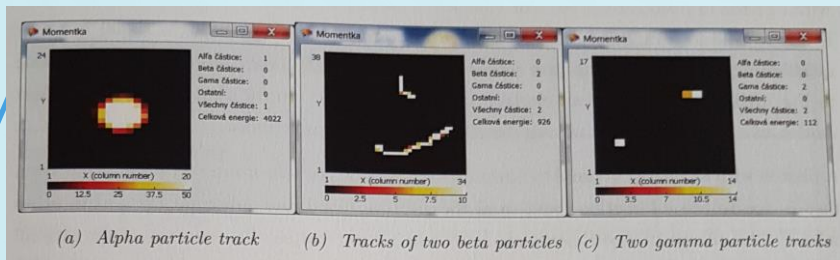 Momentka
24
Y
1
1 X (column number) 20
0 12.5 25 37.5 50
Alfa částice: 1
Beta částice: 0
Gama částice: 0
Ostatní: 0
Všechny částice: 1
Celková energie: 4022
(a) Alpha particle track
Momentka
38
Y
1
1 X (column number) 34
0 2.5 5 7.5 10
Alfa částice: 0
Beta částice: 2
Gama částice: 0
Ostatní: 0
Všechny částice: 2
Celková energie: 926
(b) Tracks of two beta particles
Momentka
17
Y
1
1 X (column number) 14
0 3.5 7 10.5 14
Alfa částice: 0
Beta částice: 0
Gama částice: 2
Ostatní: 0
Všechny částice: 2
Celková energie: 112
(c) Two gamma particle tracks